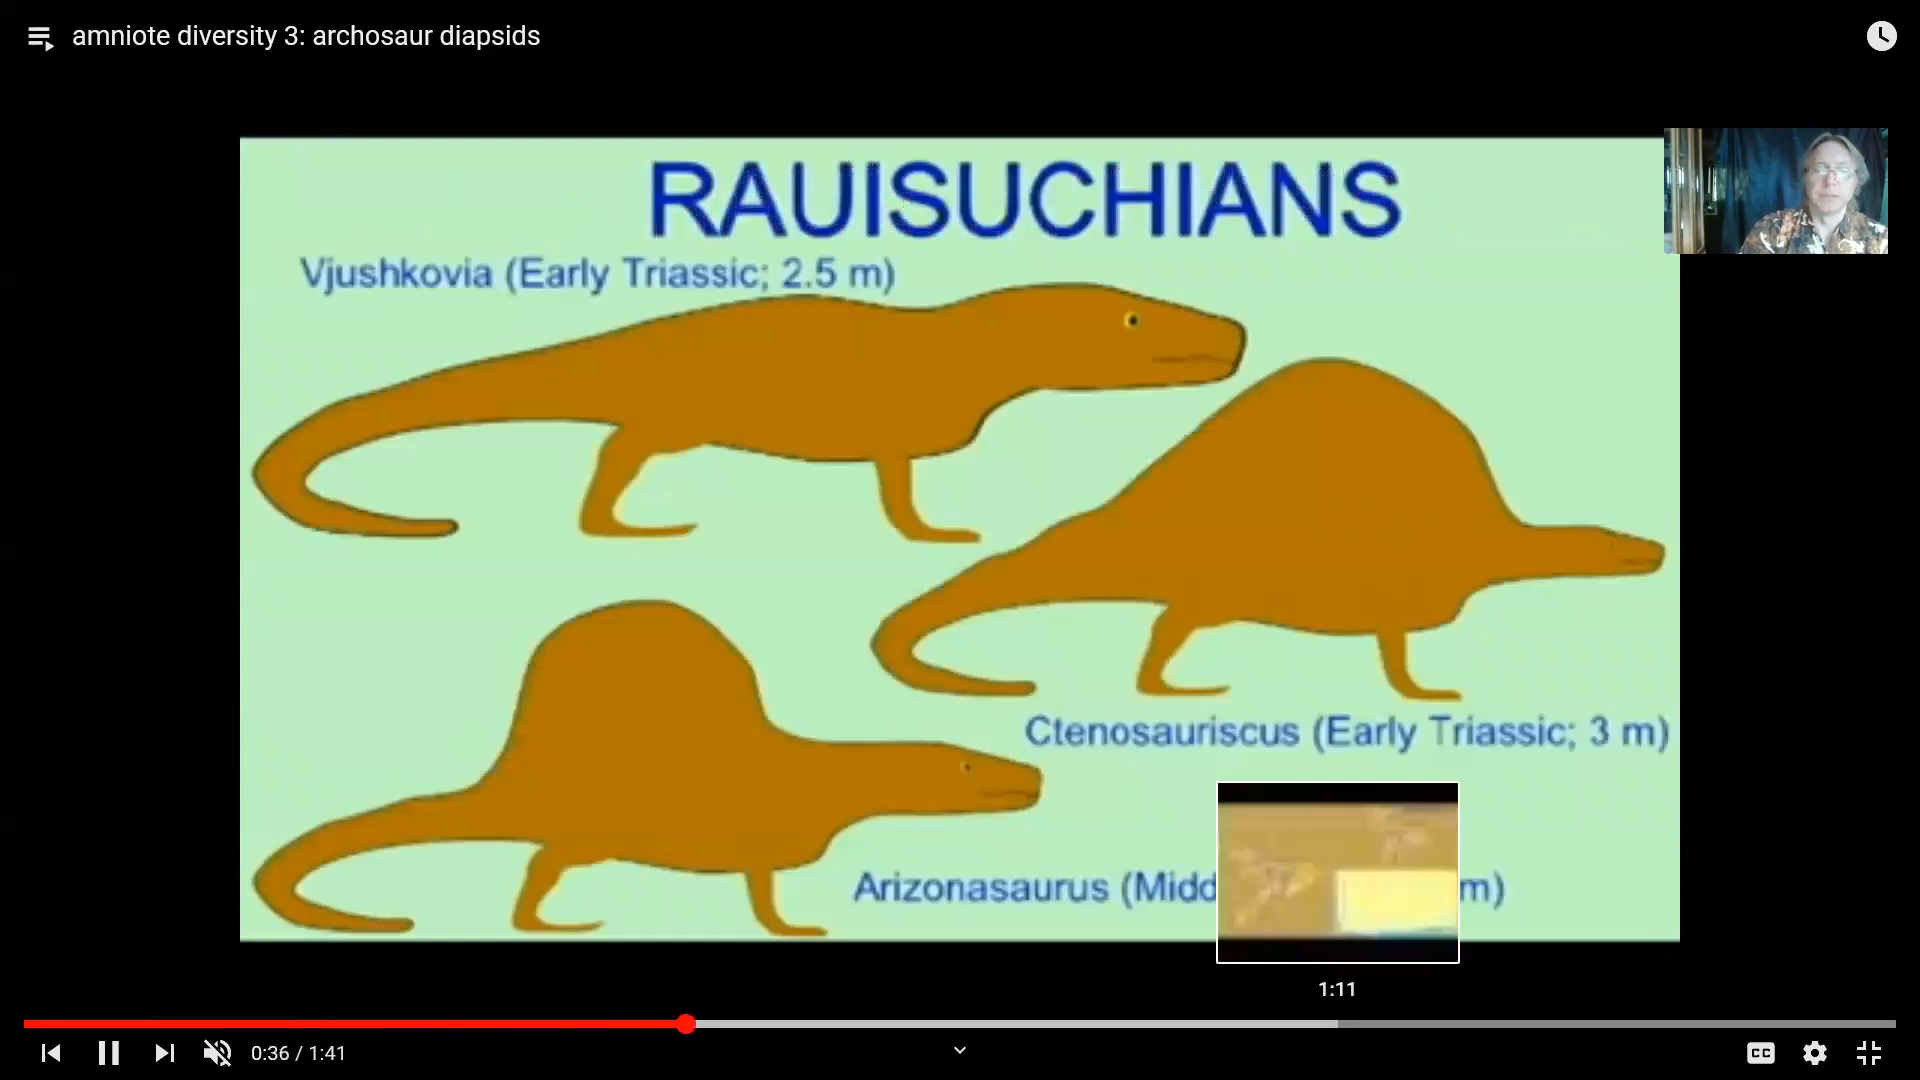 amniote diversity 3: archosaur diapsids
RAUISUCHIANS
Vjushkovia (Early Triassic; 2.5 m)
Ctenosauriscus (Early Triassic; 3 m)
Arizonasaurus (Midd m)
1:11
0:36 / 1:41
CC